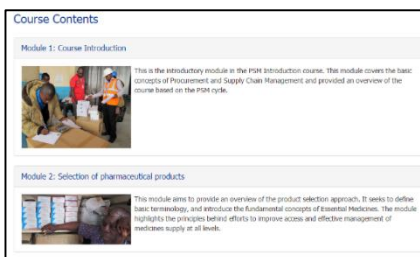 Course Contents
Module 1: Course Introduction
This is the introductory module in the PSM Introduction course. This module covers the basic
concepts of Procurement and Supply Chain Management and provided an overview of the
course based on the PSM cycle.
Module 2: Selection of pharmaceutical products
This module aims to provide an overview of the product selection approach. It seeks to define
basic terminology, and introduce the fundamental concepts of Essential Medicines. The module
highlights the principles behind efforts to improve access and effective management of
medicines supply at all levels.